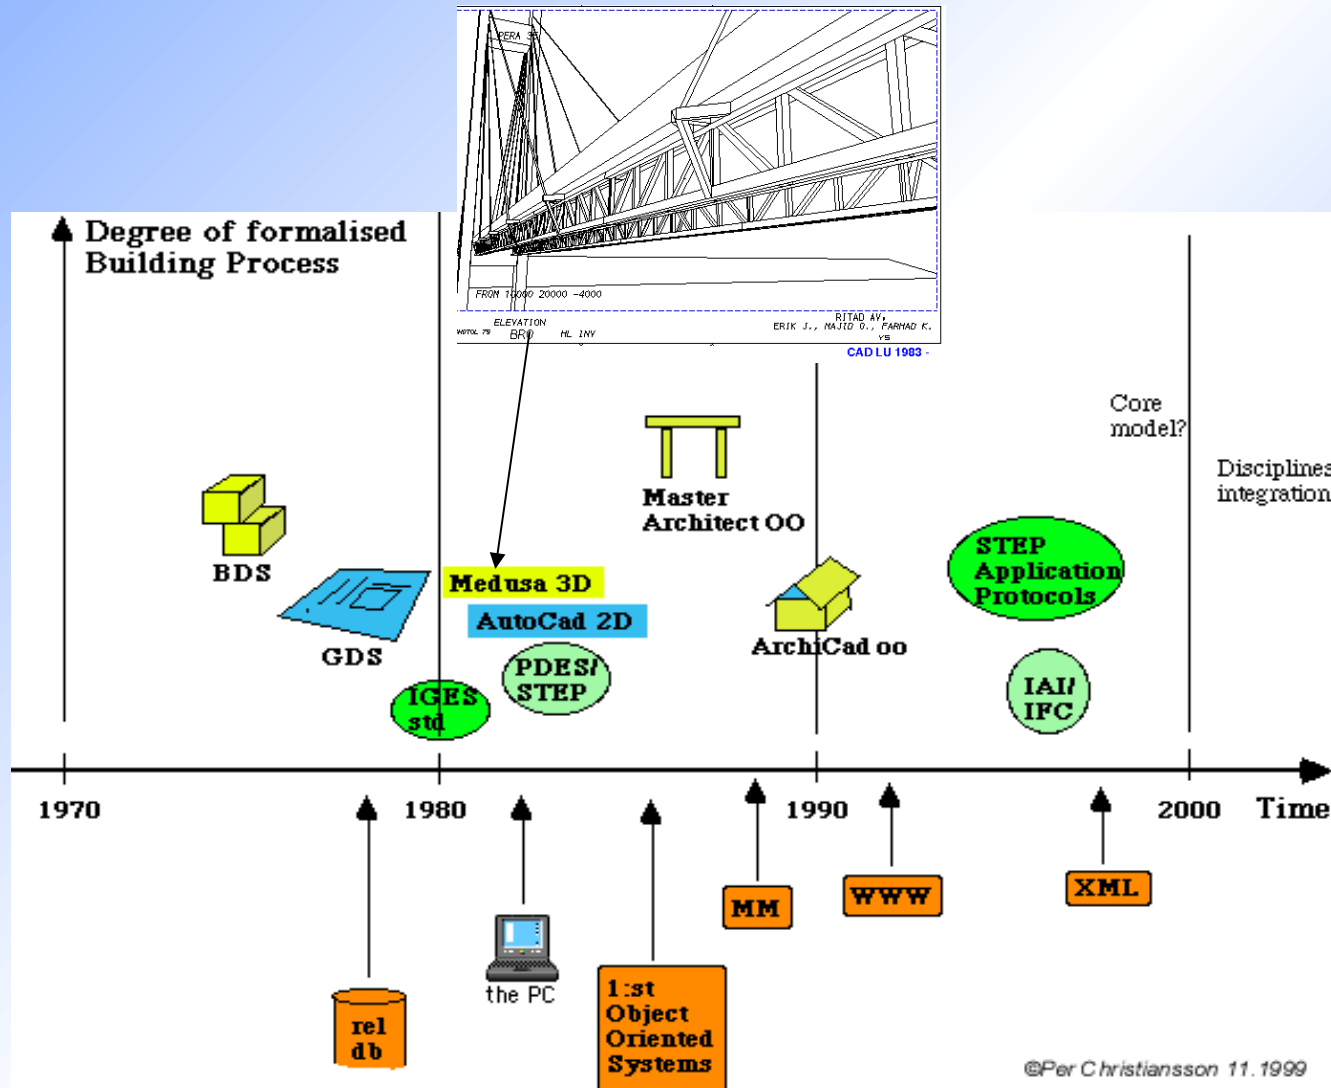 PERA 35
FROM 10000 20000 -4000
ELEVATION
BRO
HL INV
RITAD AV,
ERIK J., MAJID O., FARHAD K.
CAD LU 1983 -
Degree of formalised
Building Process
Core
model?
Disciplines
integration
Master
Architect OO
BDS
GDS
Medusa 3D
AutoCad 2D
PDES/
STEP
IGES
std
ArchiCad oo
STEP
Application
Protocols
IAI/
IFC
1970
1980
1990
2000
Time
rel
db
the PC
1:st
Object
Oriented
Systems
MM
WWW
XML
©Per Christiansson 11.1999